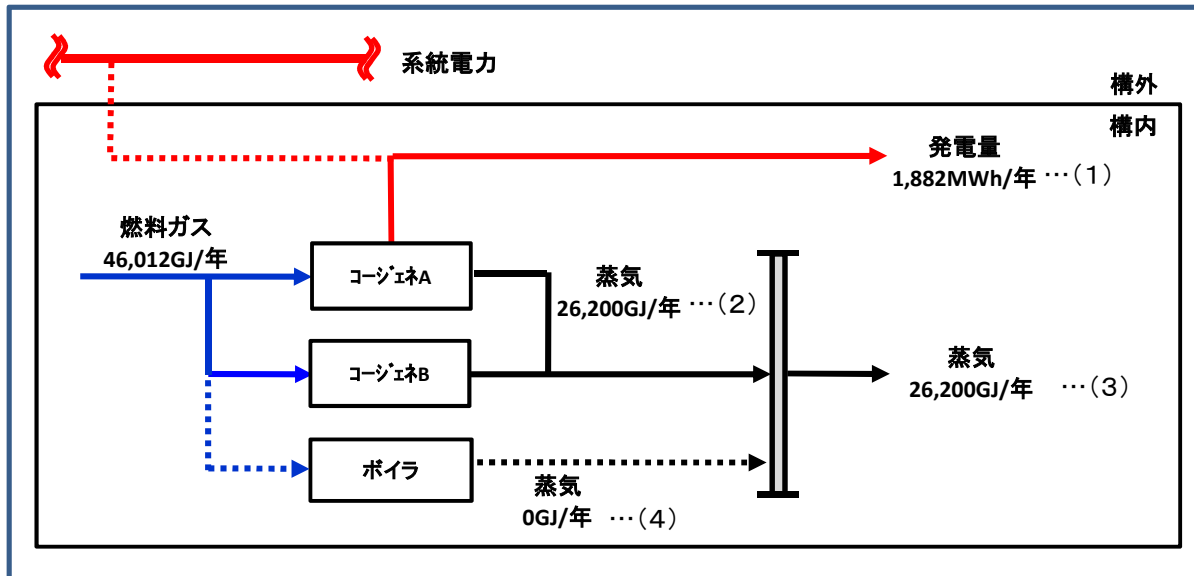 系統電力
構外
構内
発電量
1,882MWh/年 …(1)
燃料ガス
46,012GJ/年
コージェネA
蒸気
26,200GJ/年 …(2)
コージェネB
蒸気
26,200GJ/年 …(3)
ボイラ
蒸気
0GJ/年 …(4)